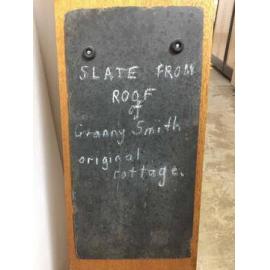 SLATE FROM
ROOF
of
Granny Smith
original
cottage.